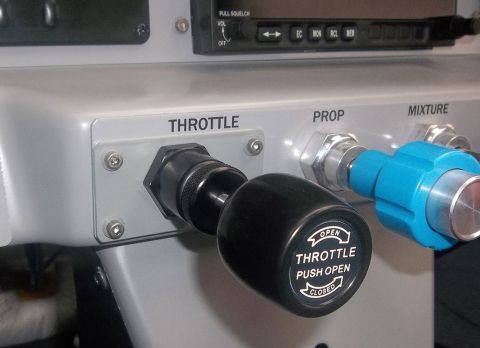 PULL SQUELCH
VOL
OFF
EC MON RCL MEM
THROTTLE
PROP
MIXTURE
OPEN
THROTTLE
PUSH OPEN
CLOSED